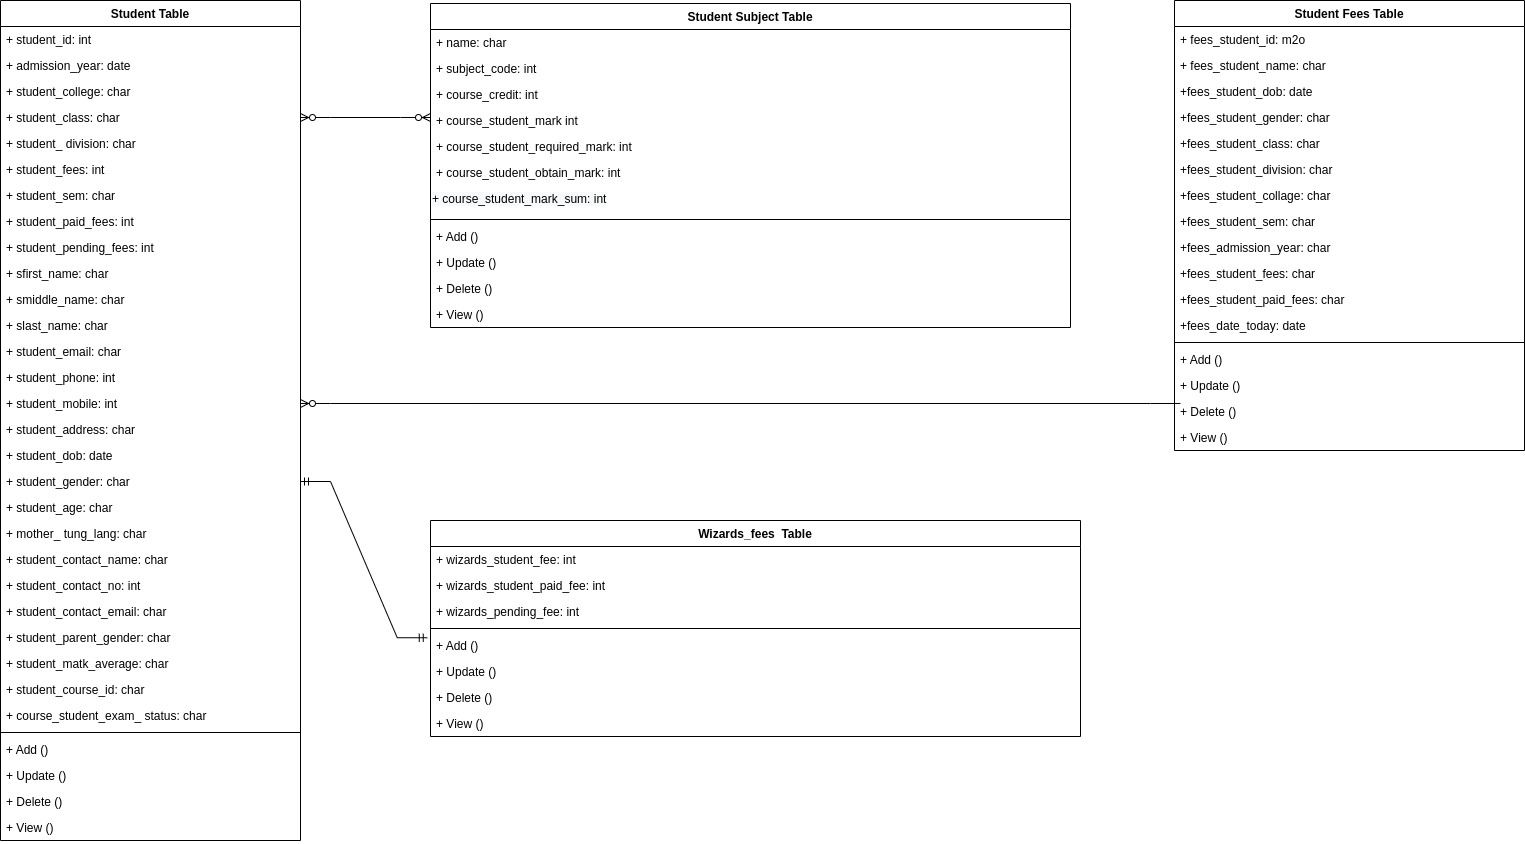 Student Table
+ student_id: int
+ admission_year: date
+ student_college: char
+ student_class: char
+ student_ division: char
+ student_fees: int
+ student_sem: char
+ student_paid_fees: int
+ student_pending_fees: int
+ sfirst_name: char
+ smiddle_name: char
+ slast_name: char
+ student_email: char
+ student_phone: int
+ student_mobile: int
+ student_address: char
+ student_dob: date
+ student_gender: char
+ student_age: char
+ mother_ tung_lang: char
+ student_contact_name: char
+ student_contact_no: int
+ student_contact_email: char
+ student_parent_gender: char
+ student_matk_average: char
+ student_course_id: char
+ course_student_exam_ status: char
+ Add ()
+ Update ()
+ Delete ()
+ View ()
Student Subject Table
+ name: char
+ subject_code: int
+ course_credit: int
+ course_student_mark int
+ course_student_required_mark: int
+ course_student_obtain_mark: int
+ course_student_mark_sum: int
+ Add ()
+ Update ()
+ Delete ()
+ View ()
Student Fees Table
+ fees_student_id: m2o
+ fees_student_name: char
+fees_student_dob: date
+fees_student_gender: char
+fees_student_class: char
+fees_student_division: char
+fees_student_collage: char
+fees_student_sem: char
+fees_admission_year: char
+fees_student_fees: char
+fees_student_paid_fees: char
+fees_date_today: date
+ Add ()
+ Update ()
+ Delete ()
+ View ()
Wizards_fees  Table
+ wizards_student_fee: int
+ wizards_student_paid_fee: int
+ wizards_pending_fee: int
+ Add ()
+ Update ()
+ Delete ()
+ View ()